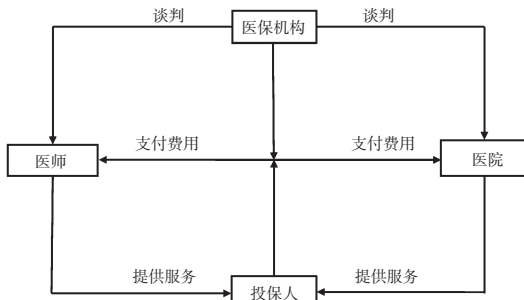 谈判
医保机构
谈判
支付费用
支付费用
医师
医院
提供服务
提供服务
投保人